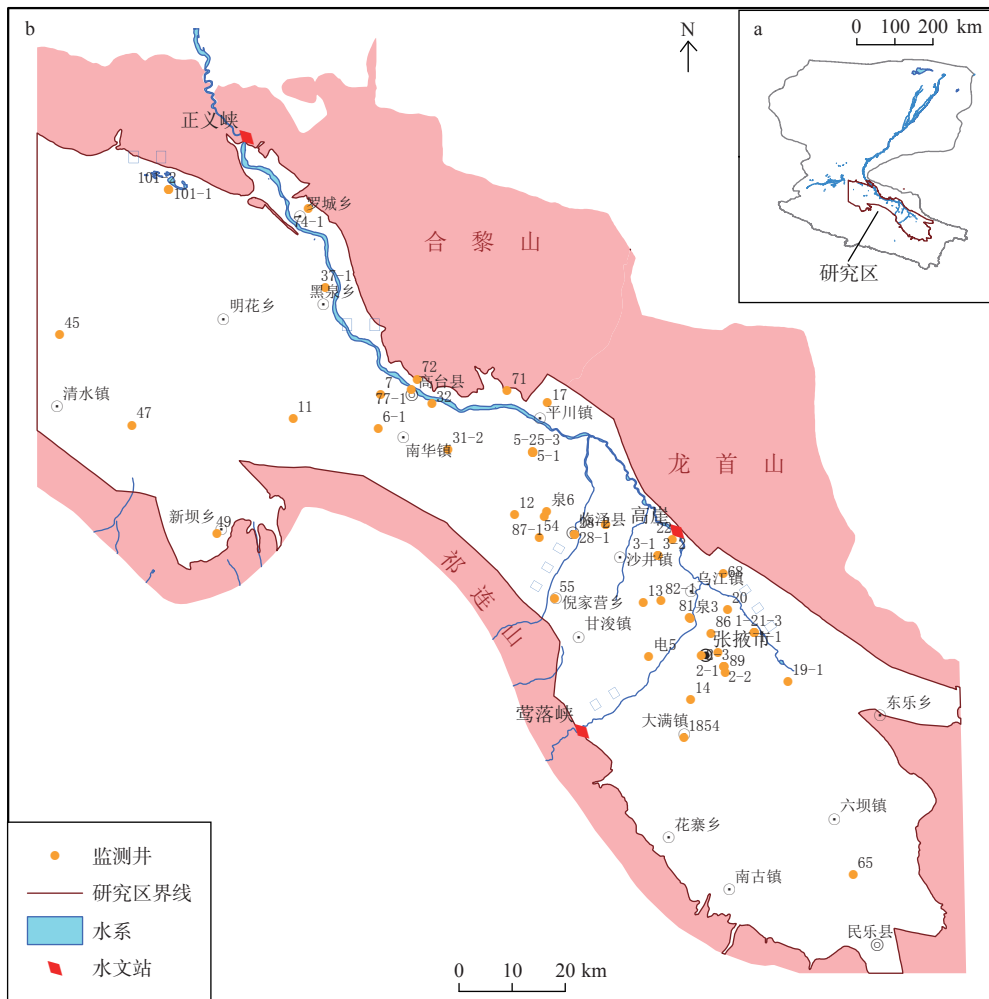 b
N
a
0 100 200 km
研究区
正义峡
101-2
101-1
罗城乡
74-1
合黎山
37-1
黑泉乡
明花乡
45
清水镇
47
11
7
72
高台县
77-1
32
6-1
南华镇
31-2
71
17
平川镇
5-25-3
5-1
龙首山
新坝乡
49
12
泉6
54
87-1
临泽县
28-1
高崖
22
3-1
沙井镇
祁连山
55
倪家营乡
甘浚镇
13
82-1
乌江镇
68
20
81
泉3
86
1-21-3
张掖市
电5
2-1
89
2-2
19-1
14
东乐乡
莺落峡
大满镇
1854
花寨乡
六坝镇
65
南古镇
民乐县
监测井
研究区界线
水系
水文站
0 10 20 km